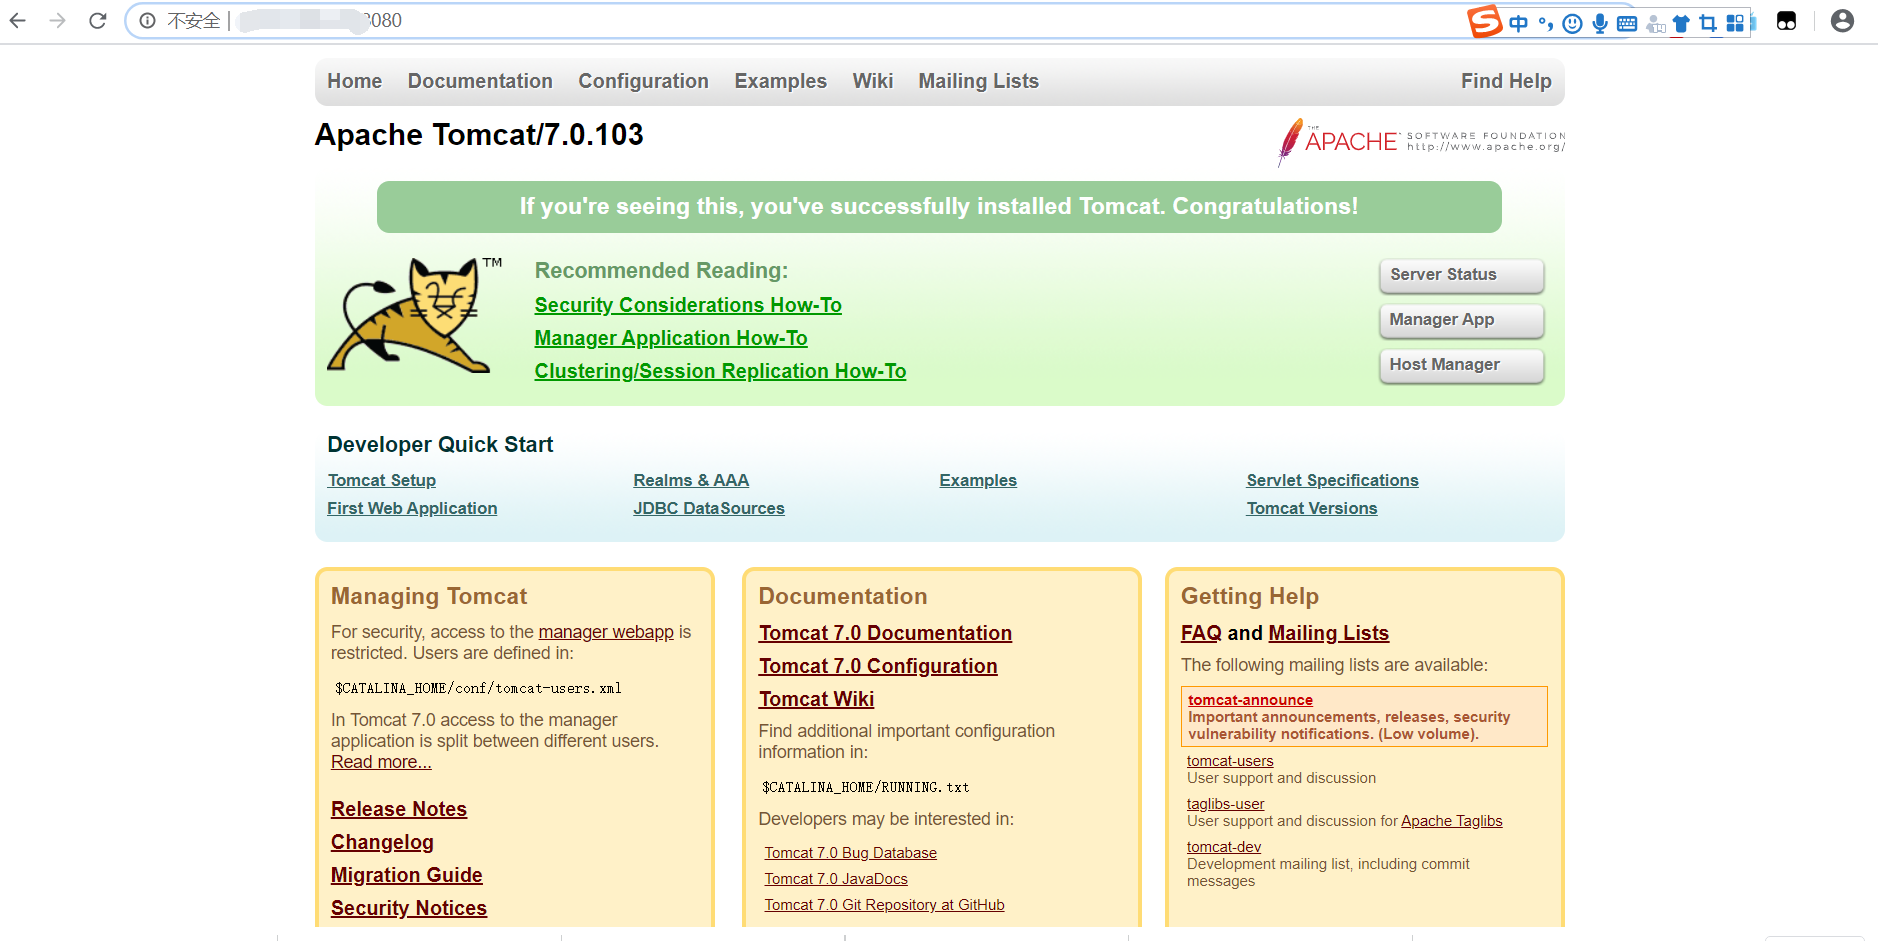 不安全 | 8080
中
Home Documentation Configuration Examples Wiki Mailing Lists Find Help
Apache Tomcat/7.0.103
THE APACHE SOFTWARE FOUNDATION
http://www.apache.org/
If you're seeing this, you've successfully installed Tomcat. Congratulations!
TM
Recommended Reading:
Security Considerations How-To
Manager Application How-To
Clustering/Session Replication How-To
Server Status
Manager App
Host Manager
Developer Quick Start
Tomcat Setup
First Web Application
Realms & AAA
JDBC DataSources
Examples
Servlet Specifications
Tomcat Versions
Managing Tomcat
For security, access to the manager webapp is
restricted. Users are defined in:
$CATALINA_HOME/conf/tomcat-users.xml
In Tomcat 7.0 access to the manager
application is split between different users.
Read more...
Release Notes
Changelog
Migration Guide
Security Notices
Documentation
Tomcat 7.0 Documentation
Tomcat 7.0 Configuration
Tomcat Wiki
Find additional important configuration
information in:
$CATALINA_HOME/RUNNING.txt
Developers may be interested in:
Tomcat 7.0 Bug Database
Tomcat 7.0 JavaDocs
Tomcat 7.0 Git Repository at GitHub
Getting Help
FAQ and Mailing Lists
The following mailing lists are available:
tomcat-announce
Important announcements, releases, security
vulnerability notifications. (Low volume).
tomcat-users
User support and discussion
taglibs-user
User support and discussion for Apache Taglibs
tomcat-dev
Development mailing list, including commit
messages